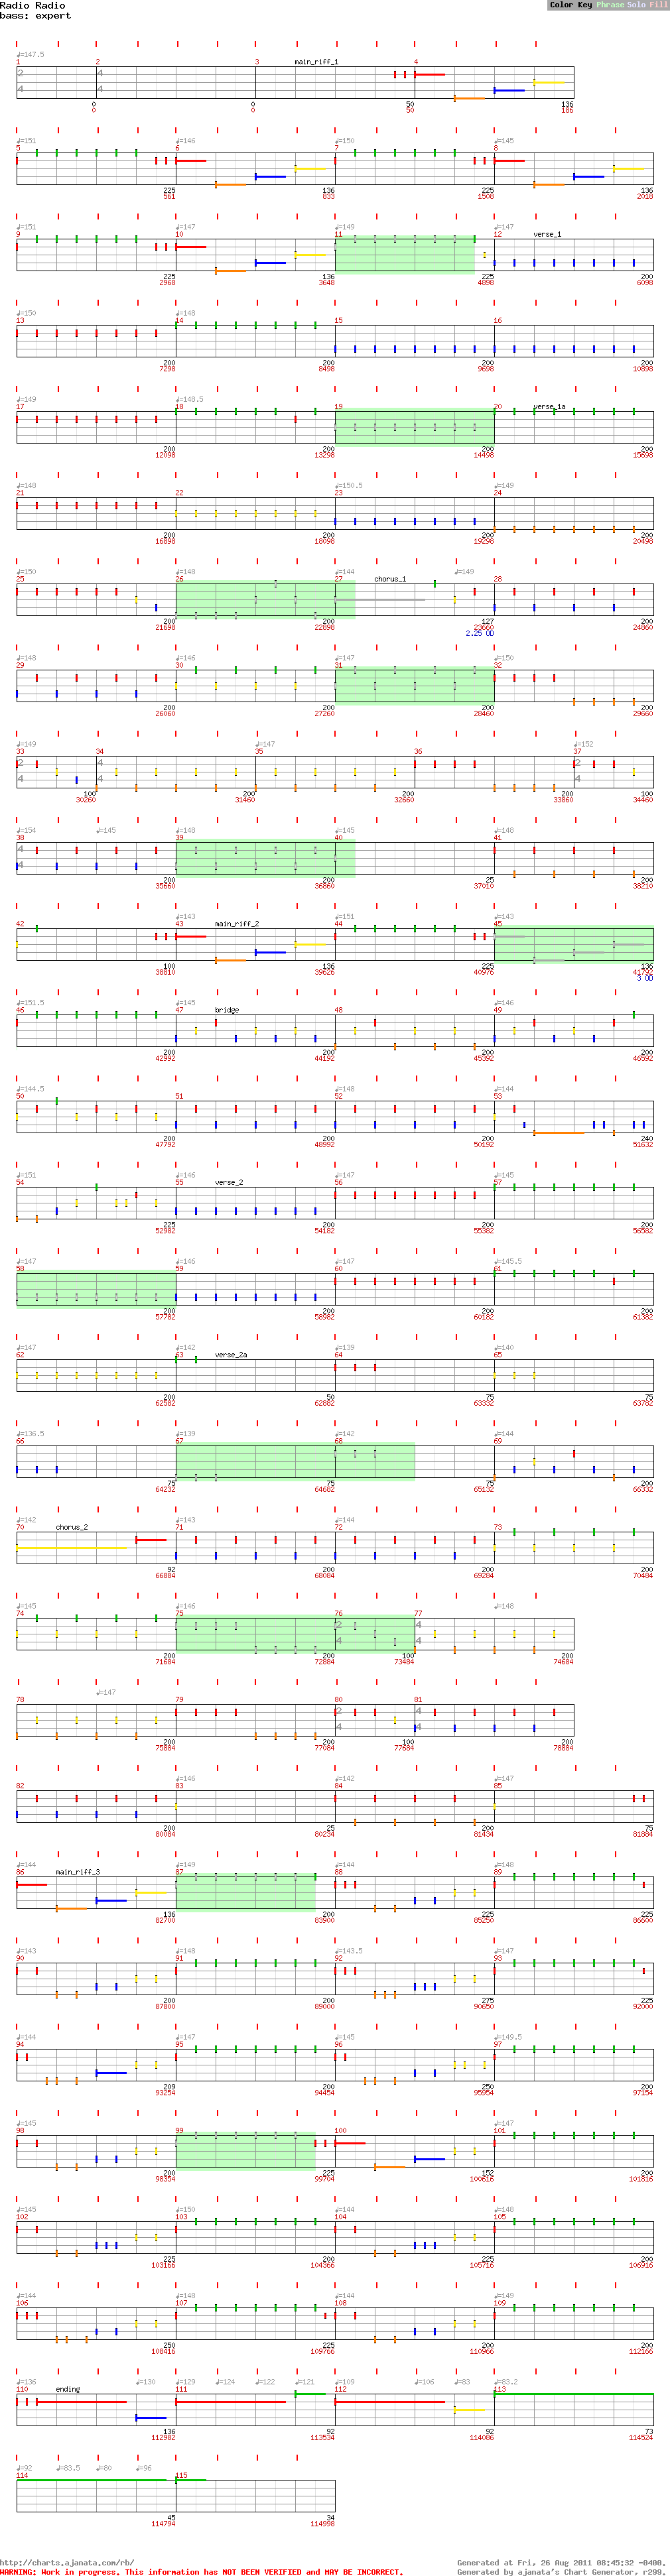 Radio Radio
Color Key Phrase Solo Fill
bass: expert
♩=147.5
1 2 3 main_riff_1 4
2 4
4 4
0 0 50 136
0 0 50 186
♩=151 ♩=146 ♩=150 ♩=145
5 6 7 8
225 136 225 136
561 833 1508 2018
♩=151 ♩=147 ♩=149 ♩=147
9 10 11 12 verse_1
225 136 225 200
2968 3648 4898 6098
♩=150 ♩=148
13 14 15 16
200 200 200 200
7298 8498 9698 10898
♩=149 ♩=148.5
17 18 19 20 verse_1a
200 200 200 200
12098 13298 14498 15698
♩=148 ♩=150.5 ♩=149
21 22 23 24
200 200 200 200
16898 18098 19298 20498
♩=150 ♩=148 ♩=144 ♩=149
25 26 27 chorus_1 28
200 200 127 200
21698 22898 23660 24860
2.25 OD
♩=148 ♩=146 ♩=147 ♩=150
29 30 31 32
200 200 200 200
26060 27260 28460 29660
♩=149 ♩=147 ♩=152
33 34 35 36 37
2 4 2
4 4 4
100 200 200 200 100
30260 31460 32660 33860 34460
♩=154 ♩=145 ♩=148 ♩=145 ♩=148
38 39 40 41
4
4
200 200 25 200
35660 36860 37010 38210
♩=143 ♩=151 ♩=143
42 43 main_riff_2 44 45
100 136 225 136
38810 39626 40976 41792
3 OD
♩=151.5 ♩=145 ♩=146
46 47 bridge 48 49
200 200 200 200
42992 44192 45392 46592
♩=144.5 ♩=148 ♩=144
50 51 52 53
200 200 200 240
47792 48992 50192 51632
♩=151 ♩=146 ♩=147 ♩=145
54 55 verse_2 56 57
225 200 200 200
52982 54182 55382 56582
♩=147 ♩=146 ♩=147 ♩=145.5
58 59 60 61
200 200 200 200
57782 58982 60182 61382
♩=147 ♩=142 ♩=139 ♩=140
62 63 verse_2a 64 65
200 50 75 75
62582 62882 63332 63782
♩=136.5 ♩=139 ♩=142 ♩=144
66 67 68 69
75 75 75 200
64232 64682 65132 66332
♩=142 ♩=143 ♩=144
70 chorus_2 71 72 73
92 200 200 200
66884 68084 69284 70484
♩=145 ♩=146 ♩=148
74 75 76 77
2 4
4 4
200 200 100 200
71684 72884 73484 74684
♩=147
78 79 80 81
2 4
4 4
200 200 100 200
75884 77084 77684 78884
♩=146 ♩=142 ♩=147
82 83 84 85
200 25 200 75
80084 80234 81434 81884
♩=144 ♩=149 ♩=144 ♩=148
86 main_riff_3 87 88 89
136 200 225 225
82700 83900 85250 86600
♩=143 ♩=148 ♩=143.5 ♩=147
90 91 92 93
200 200 275 225
87800 89000 90650 92000
♩=144 ♩=147 ♩=145 ♩=149.5
94 95 96 97
209 200 250 200
93254 94454 95954 97154
♩=145 ♩=147
98 99 100 101
200 225 152 200
98354 99704 100616 101816
♩=145 ♩=150 ♩=144 ♩=148
102 103 104 105
225 200 225 200
103166 104366 105716 106916
♩=144 ♩=148 ♩=144 ♩=149
106 107 108 109
250 225 200 200
108416 109766 110966 112166
♩=136 ♩=130 ♩=129 ♩=124 ♩=122 ♩=121 ♩=109 ♩=106 ♩=83 ♩=83.2
110 ending 111 112 113
136 92 92 73
112982 113534 114086 114524
♩=92 ♩=83.5 ♩=80 ♩=96
114 115
45 34
114794 114998
http://charts.ajanata.com/rb/
Generated at Fri, 26 Aug 2011 08:45:32 -0400.
WARNING: Work in progress. This information has NOT BEEN VERIFIED and MAY BE INCORRECT.
Generated by ajanata's Chart Generator, r299.